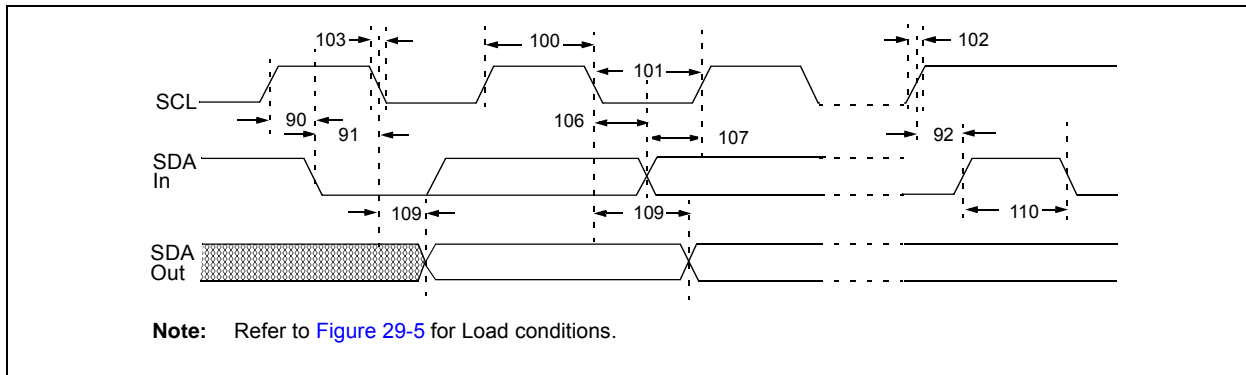 103
100
102
101
SCL
90
91
106
107
92
SDA
In
109
109
110
SDA
Out
Note: Refer to Figure 29-5 for Load conditions.